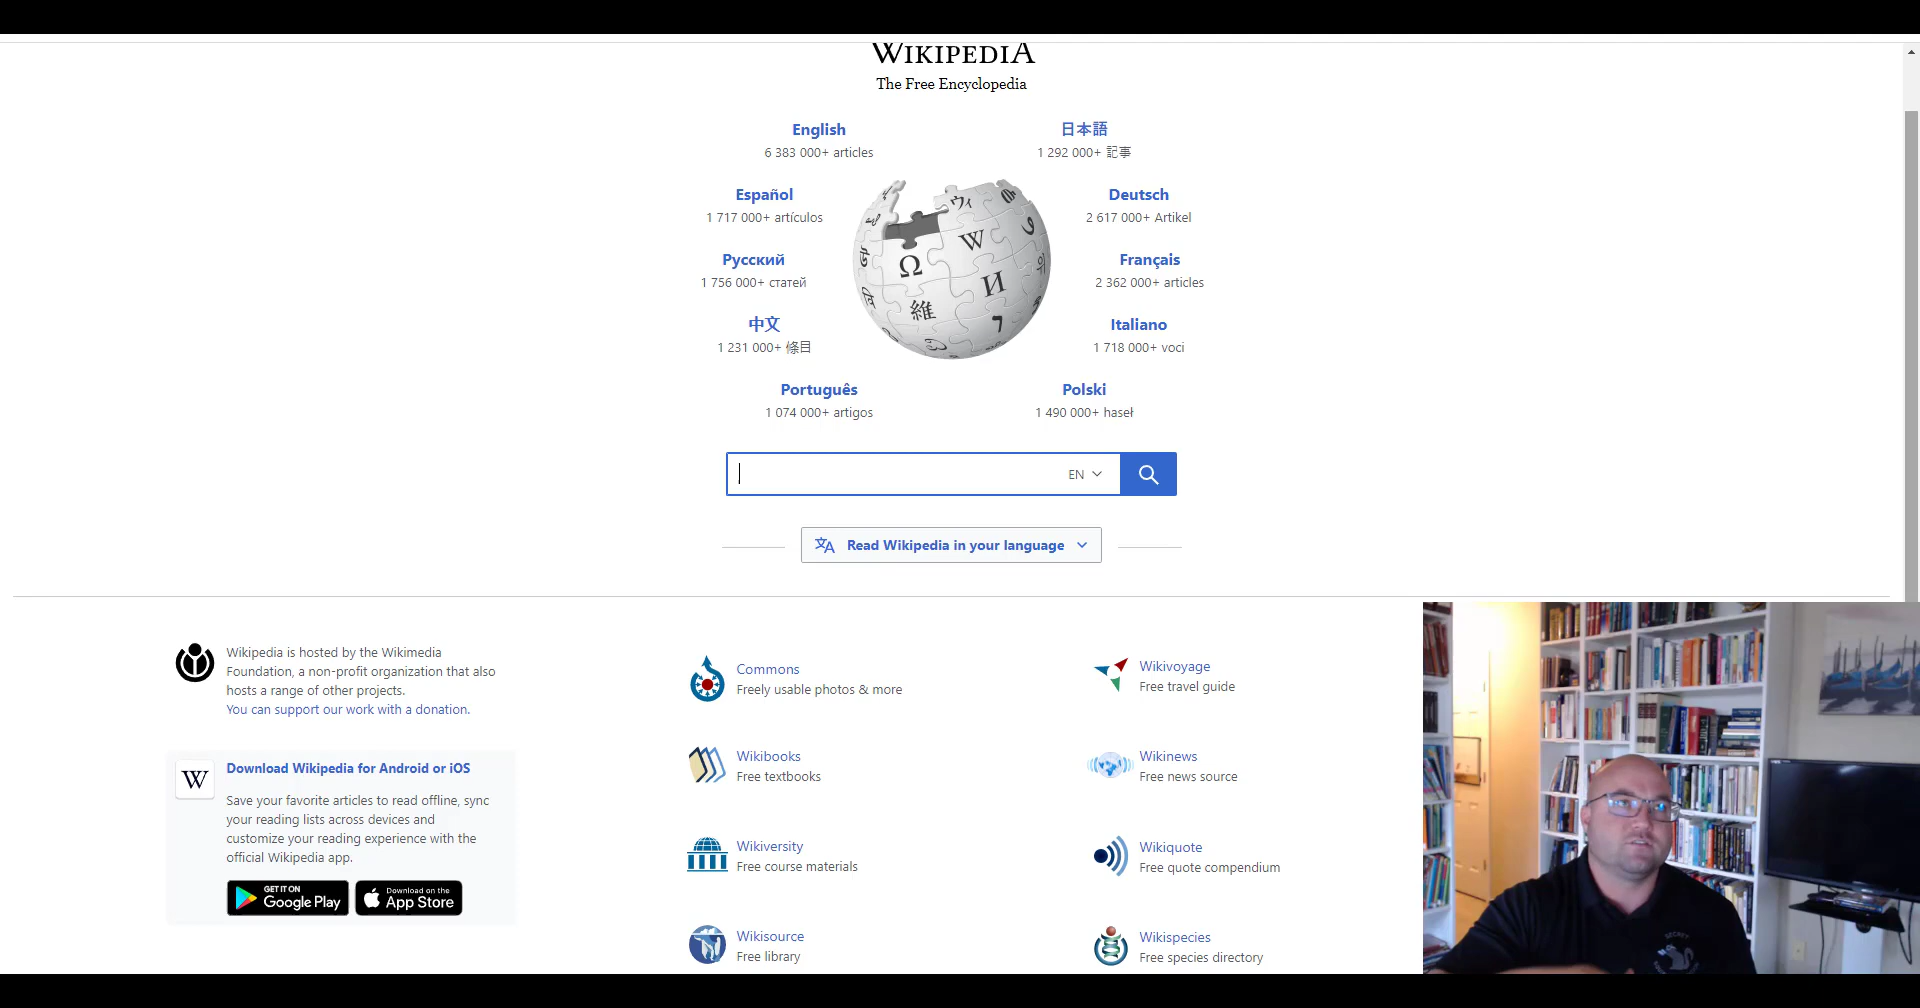 WIKIPEDIA
The Free Encyclopedia
English
6 383 000+ articles
日本語
1 292 000+ 記事
Español
1 717 000+ artículos
Deutsch
2 617 000+ Artikel
Русский
1 756 000+ статей
Français
2 362 000+ articles
中文
1 231 000+ 條目
Italiano
1 718 000+ voci
Português
1 074 000+ artigos
Polski
1 490 000+ haseł
Ω
W
И
維
ウィ
EN
Read Wikipedia in your language
Wikipedia is hosted by the Wikimedia
Foundation, a non-profit organization that also
hosts a range of other projects.
You can support our work with a donation.
W
Download Wikipedia for Android or iOS
Save your favorite articles to read offline, sync
your reading lists across devices and
customize your reading experience with the
official Wikipedia app.
GET IT ON
Google Play
Download on the
App Store
Commons
Freely usable photos & more
Wikivoyage
Free travel guide
Wikibooks
Free textbooks
Wikinews
Free news source
Wikiversity
Free course materials
Wikiquote
Free quote compendium
Wikisource
Free library
Wikispecies
Free species directory
SECRET